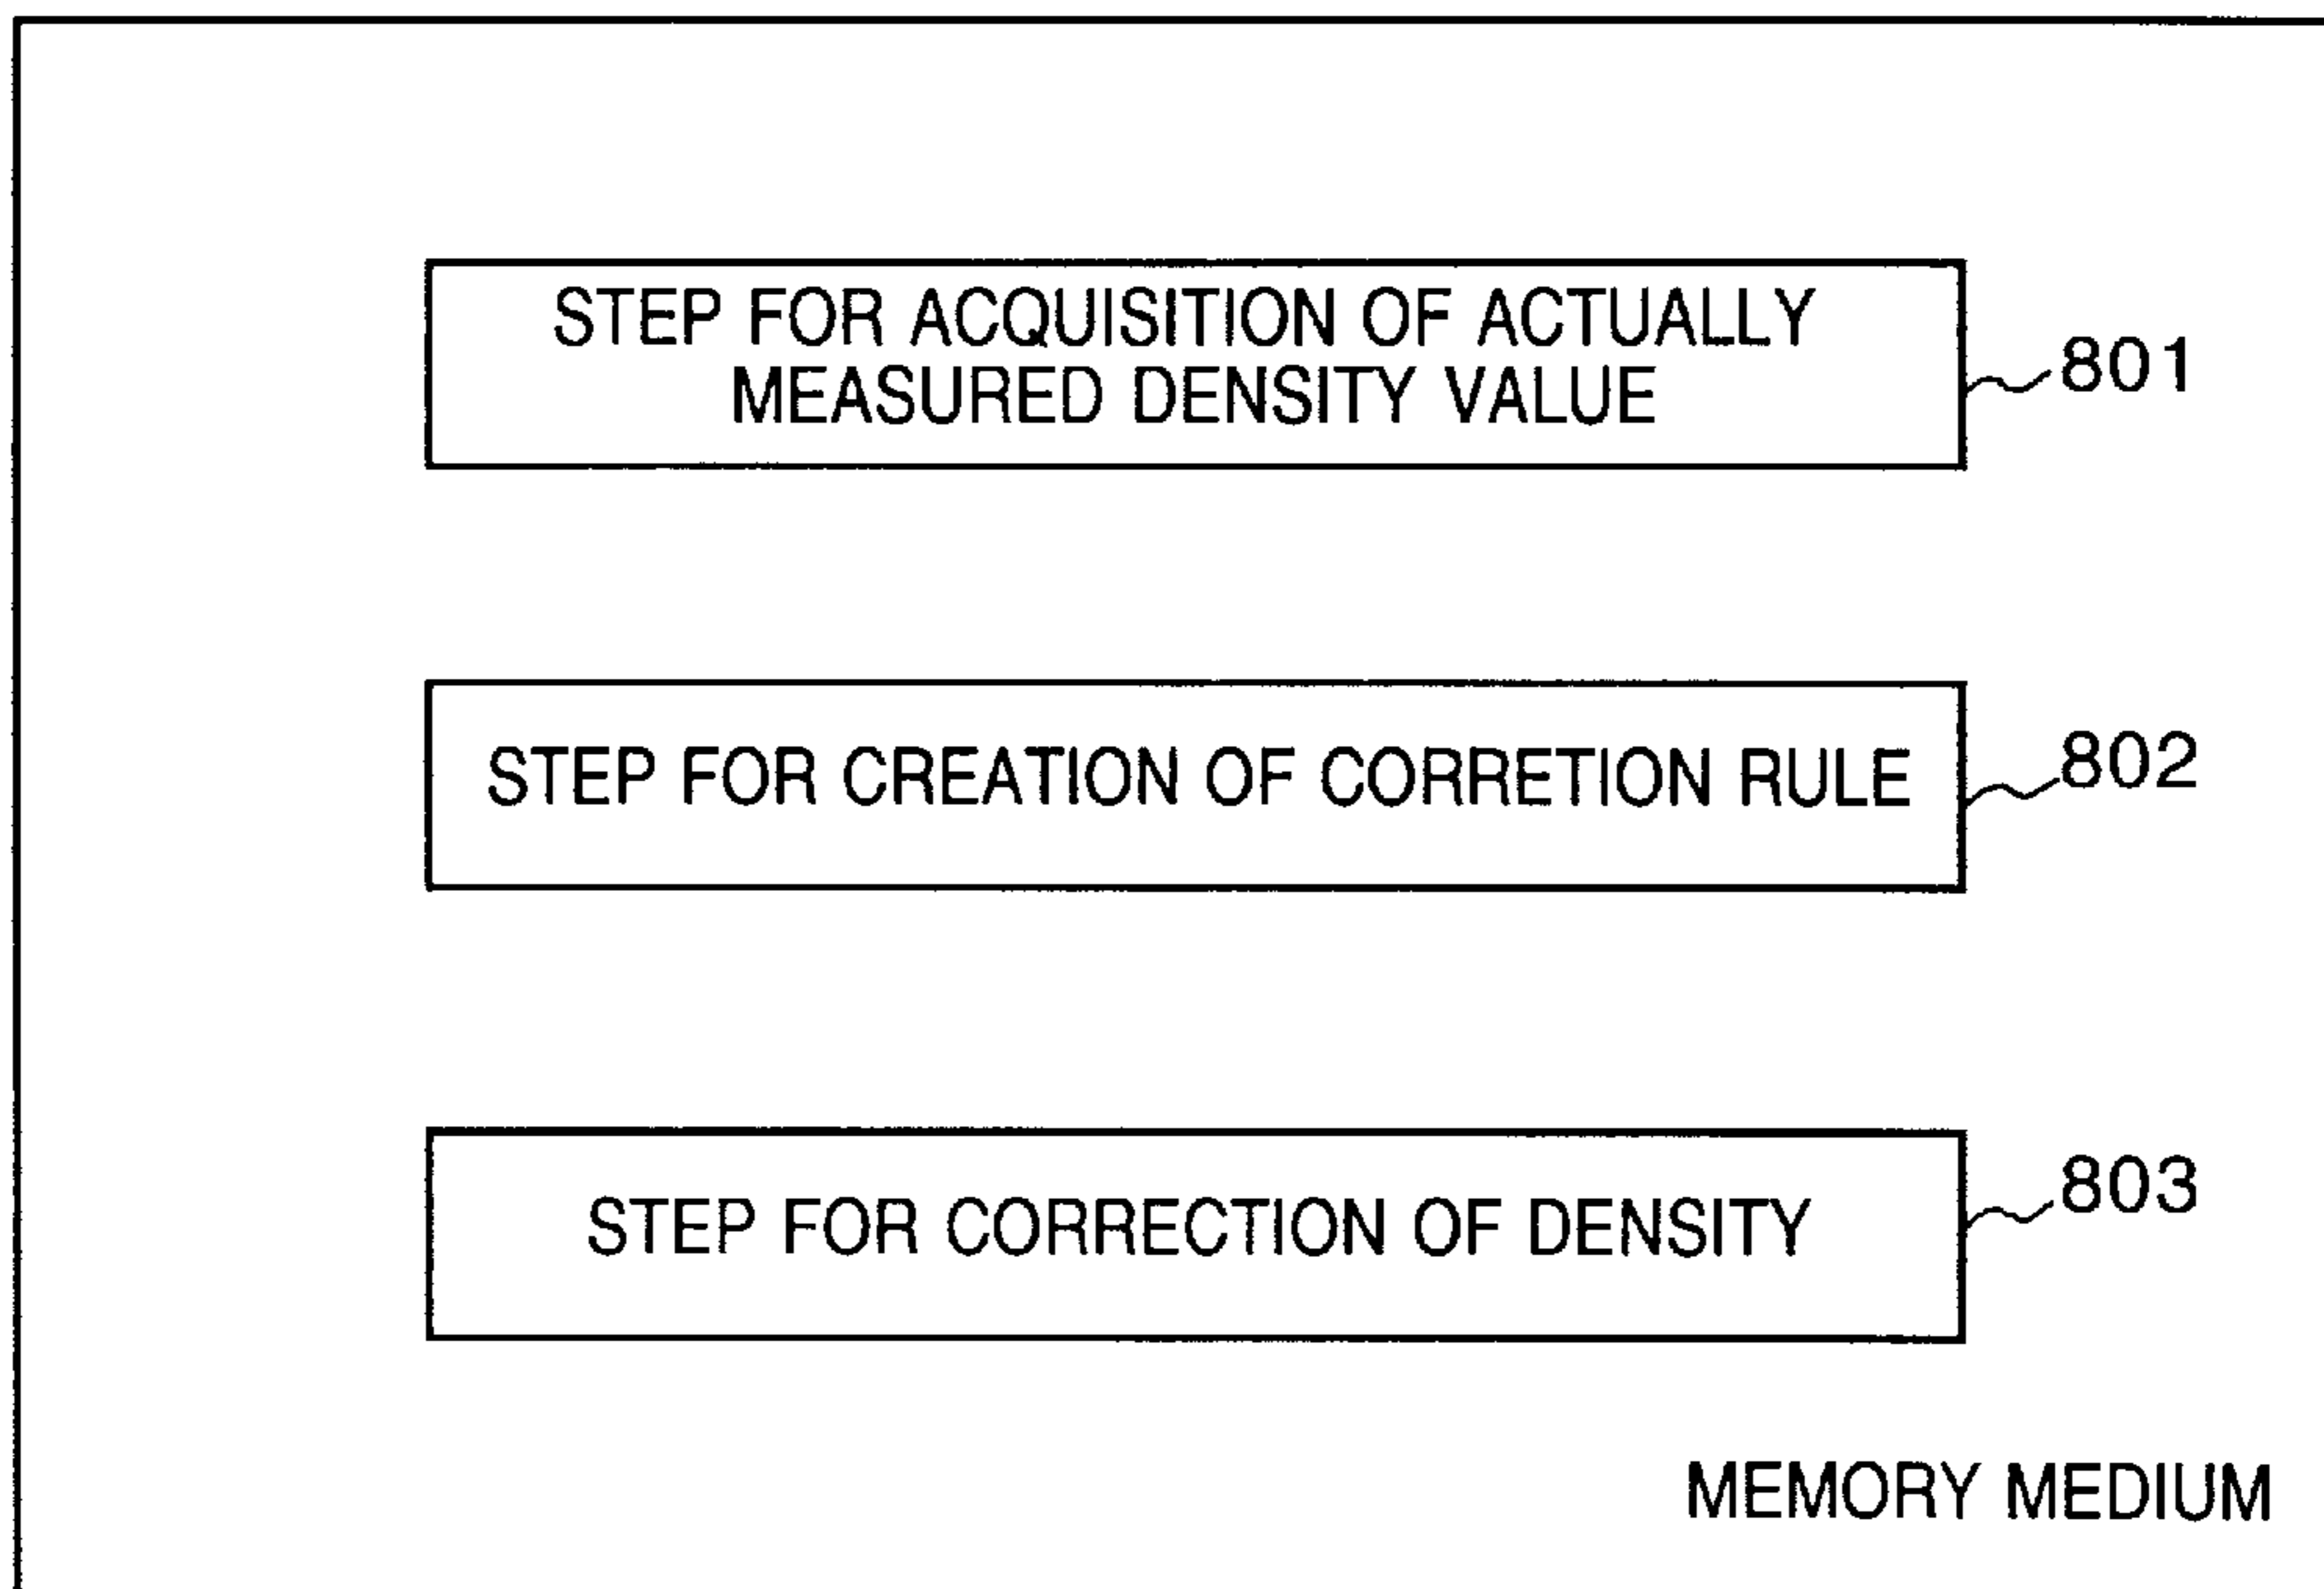 STEP FOR ACQUISITION OF ACTUALLY
MEASURED DENSITY VALUE
801
STEP FOR CREATION OF CORRETION RULE
802
STEP FOR CORRECTION OF DENSITY
803
MEMORY MEDIUM